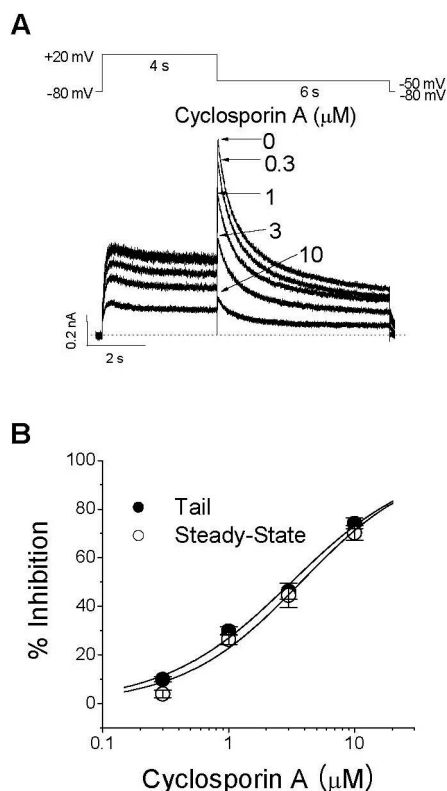 A
+20 mV
4 s
-80 mV
6 s
-50 mV
-80 mV
Cyclosporin A (μM)
0
0.3
1
3
10
0.2 nA
2 s
B
100
80
60
40
20
0
% Inhibition
Tail
Steady-State
0.1
1
10
Cyclosporin A (μM)